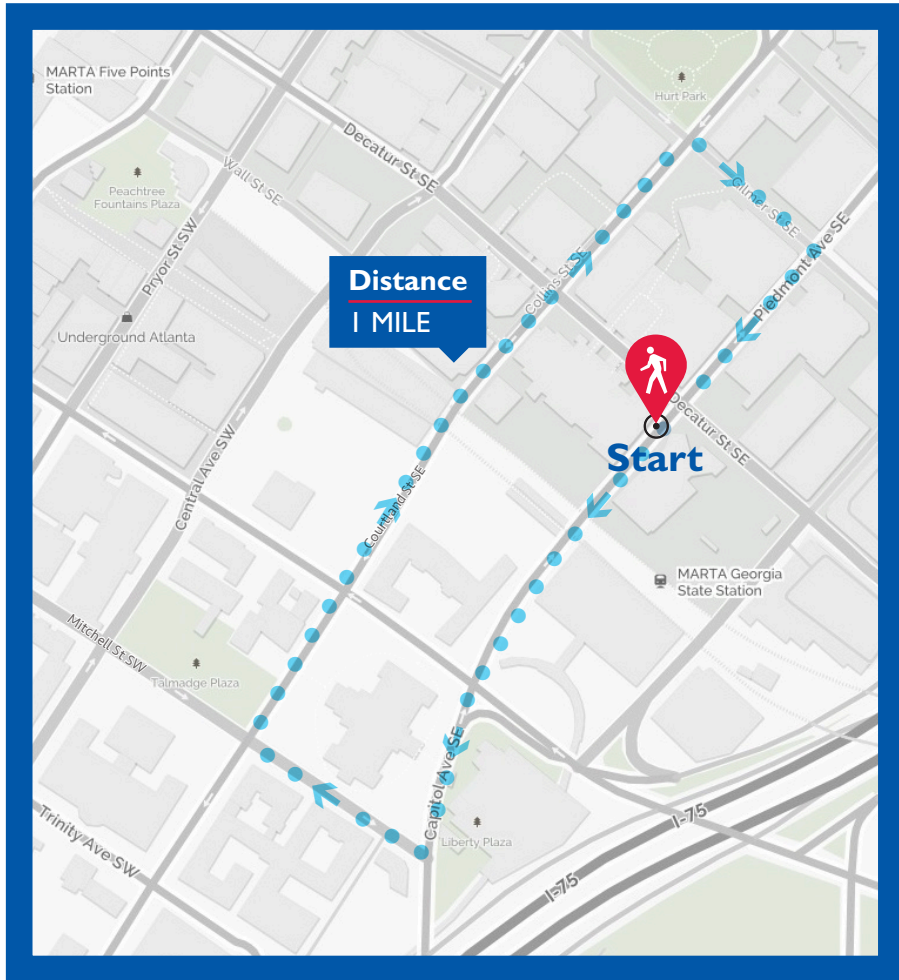 MARTA Five Points
Station
Hurt Park
Decatur St SE
Wall St SE
Peachtree
Fountains Plaza
Gilmer St SE
Pryor St SW
Piedmont Ave SE
Collins St SE
Distance
1 MILE
Underground Atlanta
Decatur St SE
Start
Central Ave SW
Courtland St SE
MARTA Georgia
State Station
Mitchell St SW
Talmadge Plaza
Capitol Ave SE
Liberty Plaza
Trinity Ave SW
I-75
I-75